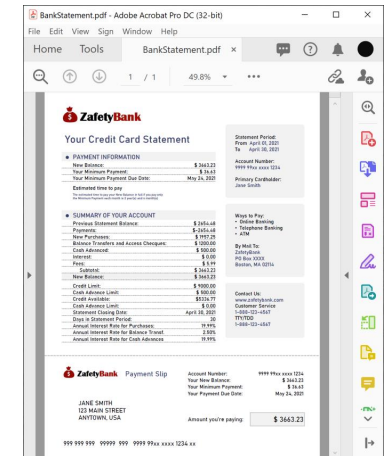 BankStatement.pdf - Adobe Acrobat Pro DC (32-bit)
File Edit View Sign Window Help
Home Tools BankStatement.pdf ×
1 / 1 49.8%
ZafetyBank
Your Credit Card Statement
PAYMENT INFORMATION
New Balance: $ 3663.23
Your Minimum Payment: $ 36.63
Your Minimum Payment Due Date: May 24, 2021
Estimated time to pay
Statement Period:
From April 01, 2021
To April 30, 2021
Account Number:
9999 99xx xxxx 1234
Primary Cardholder:
Jane Smith
SUMMARY OF YOUR ACCOUNT
Previous Statement Balance: $ 2654.48
Payments: $-2654.48
New Purchases: $ 1957.25
Balance Transfers and Access Cheques: $ 1200.00
Cash Advanced: $ 500.00
Interest: $ 0.00
Fees: $ 5.99
Subtotal: $ 3663.23
New Balance: $ 3663.23
Credit Limit: $ 9000.00
Cash Advance Limit: $ 500.00
Credit Available: $5336.77
Cash Advance Limit: $ 0.00
Statement Closing Date: April 30, 2021
Days in Statement Period: 30
Annual Interest Rate for Purchases: 19.99%
Annual Interest Rate for Balance Transf: 2.50%
Annual Interest Rate for Cash Advances 19.99%
Ways to Pay:
- Online Banking
- Telephone Banking
- ATM
By Mail To:
ZafetyBank
PO Box XXXX
Boston, MA 02114
Contact Us:
www.zafetybank.com
Customer Service
1-888-123-4567
TTY/TDD
1-888-123-4567
ZafetyBank Payment Slip
Account Number: 9999 99xx xxxx 1234
Your New Balance: $ 3663.23
Your Minimum Payment: $ 36.63
Your Payment Due Date: May 24, 2021
JANE SMITH
123 MAIN STREET
ANYTOWN, USA
Amount you're paying: $ 3663.23
999 999 999 99999 999 9999 99xx xxxx 1234 xx